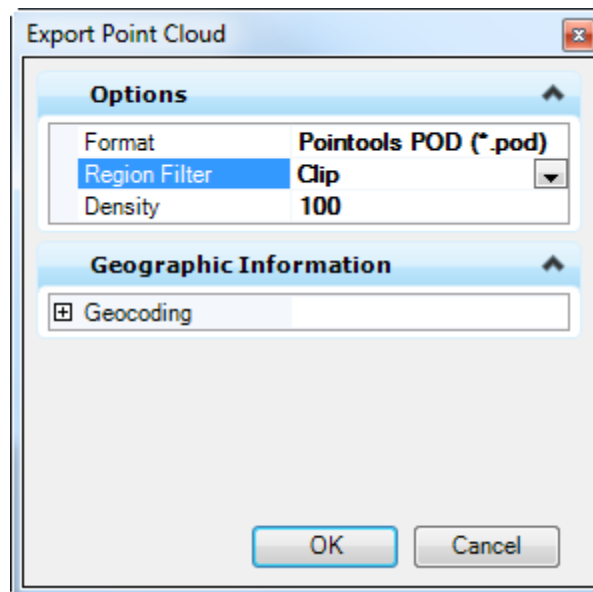 Export Point Cloud
Options
Format Pointools POD (*.pod)
Region Filter Clip
Density 100
Geographic Information
Geocoding
OK Cancel